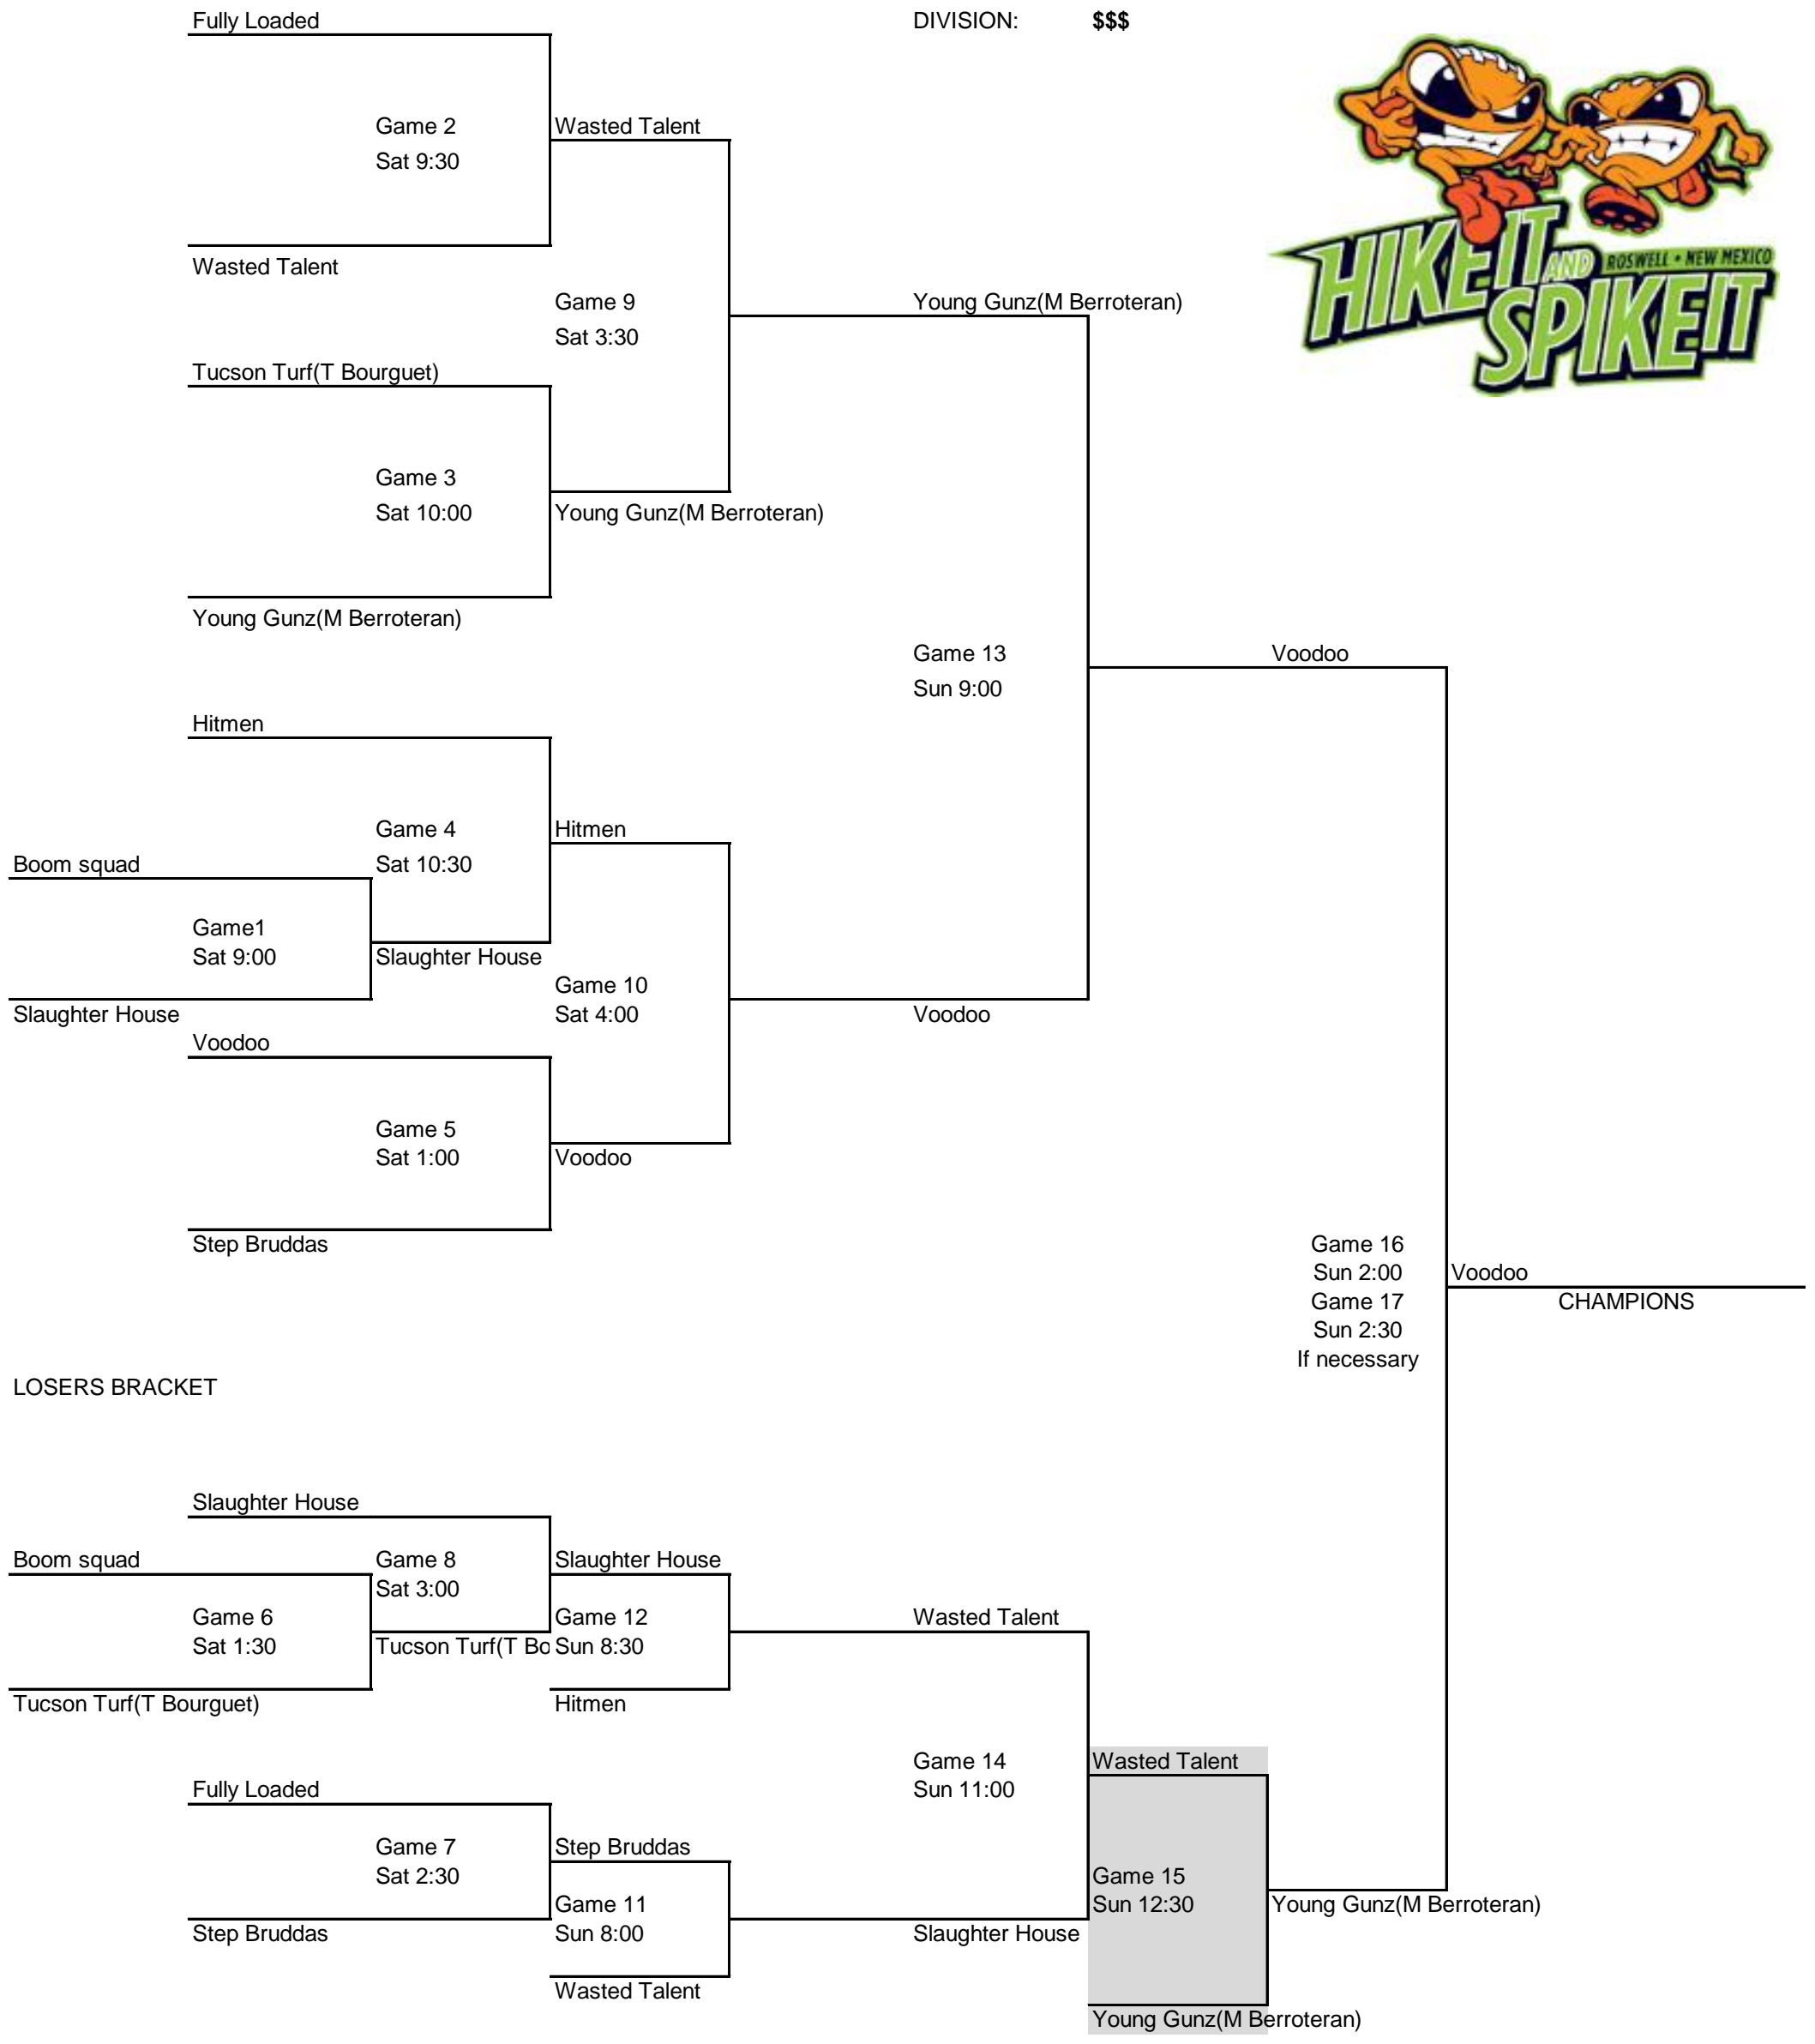 Fully Loaded
DIVISION: $$$
Game 2
Sat 9:30
Wasted Talent
Wasted Talent
HIKE IT AND SPIKE IT
ROSWELL • NEW MEXICO
Game 9
Sat 3:30
Young Gunz(M Berroteran)
Tucson Turf(T Bourguet)
Game 3
Sat 10:00
Young Gunz(M Berroteran)
Young Gunz(M Berroteran)
Game 13
Sun 9:00
Voodoo
Hitmen
Game 4
Sat 10:30
Hitmen
Boom squad
Game1
Sat 9:00
Slaughter House
Slaughter House
Game 10
Sat 4:00
Voodoo
Voodoo
Game 5
Sat 1:00
Voodoo
Step Bruddas
Game 16
Sun 2:00
Game 17
Sun 2:30
If necessary
Voodoo
CHAMPIONS
LOSERS BRACKET
Slaughter House
Boom squad
Game 8
Sat 3:00
Slaughter House
Game 6
Sat 1:30
Tucson Turf(T Bo
Game 12
Sun 8:30
Wasted Talent
Tucson Turf(T Bourguet)
Hitmen
Game 14
Sun 11:00
Wasted Talent
Fully Loaded
Game 7
Sat 2:30
Step Bruddas
Game 15
Sun 12:30
Young Gunz(M Berroteran)
Step Bruddas
Game 11
Sun 8:00
Slaughter House
Wasted Talent
Young Gunz(M Berroteran)